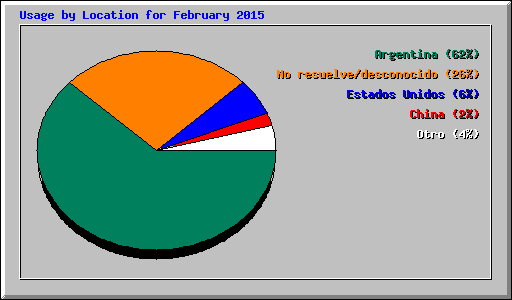 Usage by Location for February 2015
Argentina (62%)
No resuelve/desconocido (26%)
Estados Unidos (6%)
China (2%)
Otro (4%)